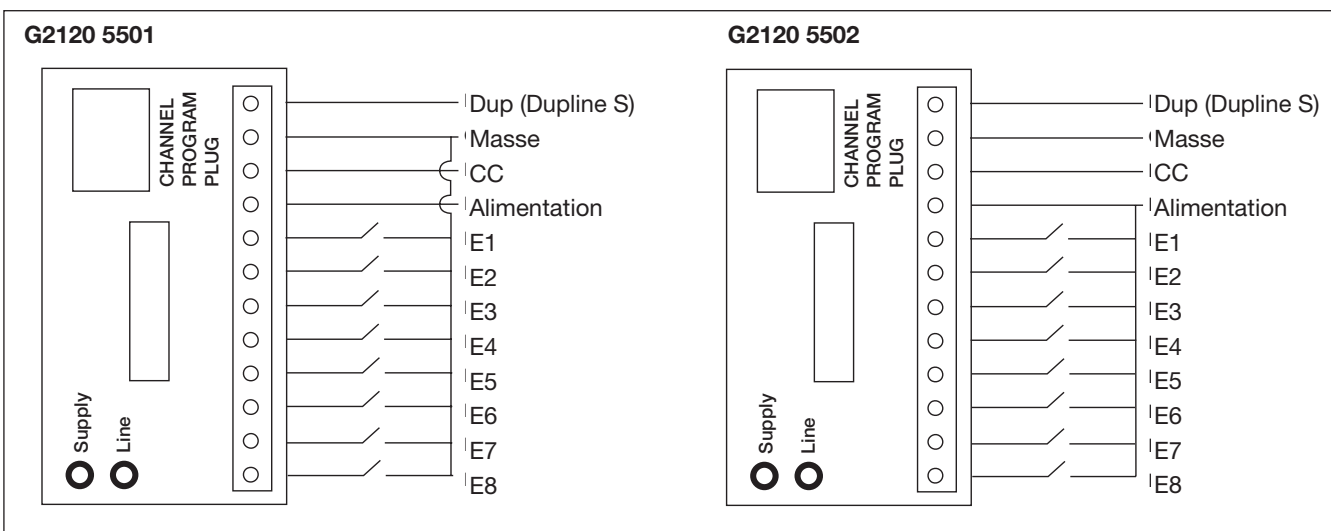 G2120 5501
CHANNEL
PROGRAM
PLUG
Dup (Dupline S)
Masse
CC
Alimentation
E1
E2
E3
E4
E5
E6
E7
E8
Supply
Line
G2120 5502
CHANNEL
PROGRAM
PLUG
Dup (Dupline S)
Masse
CC
Alimentation
E1
E2
E3
E4
E5
E6
E7
E8
Supply
Line